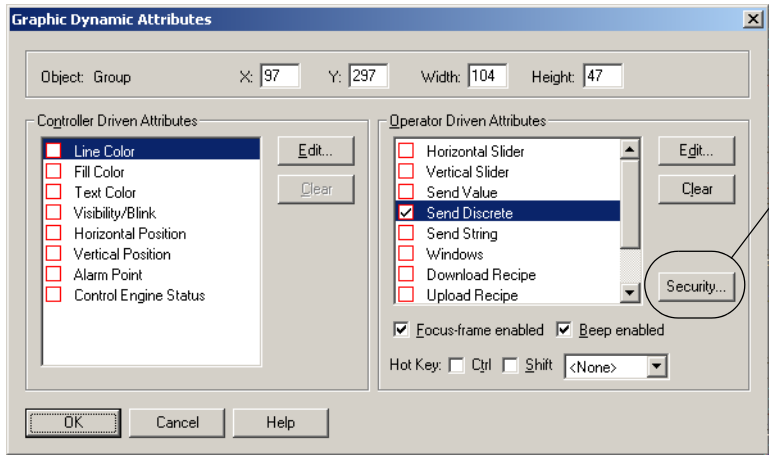 Graphic Dynamic Attributes
Object: Group X: 97 Y: 297 Width: 104 Height: 47
Controller Driven Attributes
Line Color
Fill Color
Text Color
Visibility/Blink
Horizontal Position
Vertical Position
Alarm Point
Control Engine Status
Edit...
Clear
Operator Driven Attributes
Horizontal Slider
Vertical Slider
Send Value
Send Discrete
Send String
Windows
Download Recipe
Upload Recipe
Edit...
Clear
Security...
Focus-frame enabled Beep enabled
Hot Key: Ctrl Shift <None>
OK Cancel Help